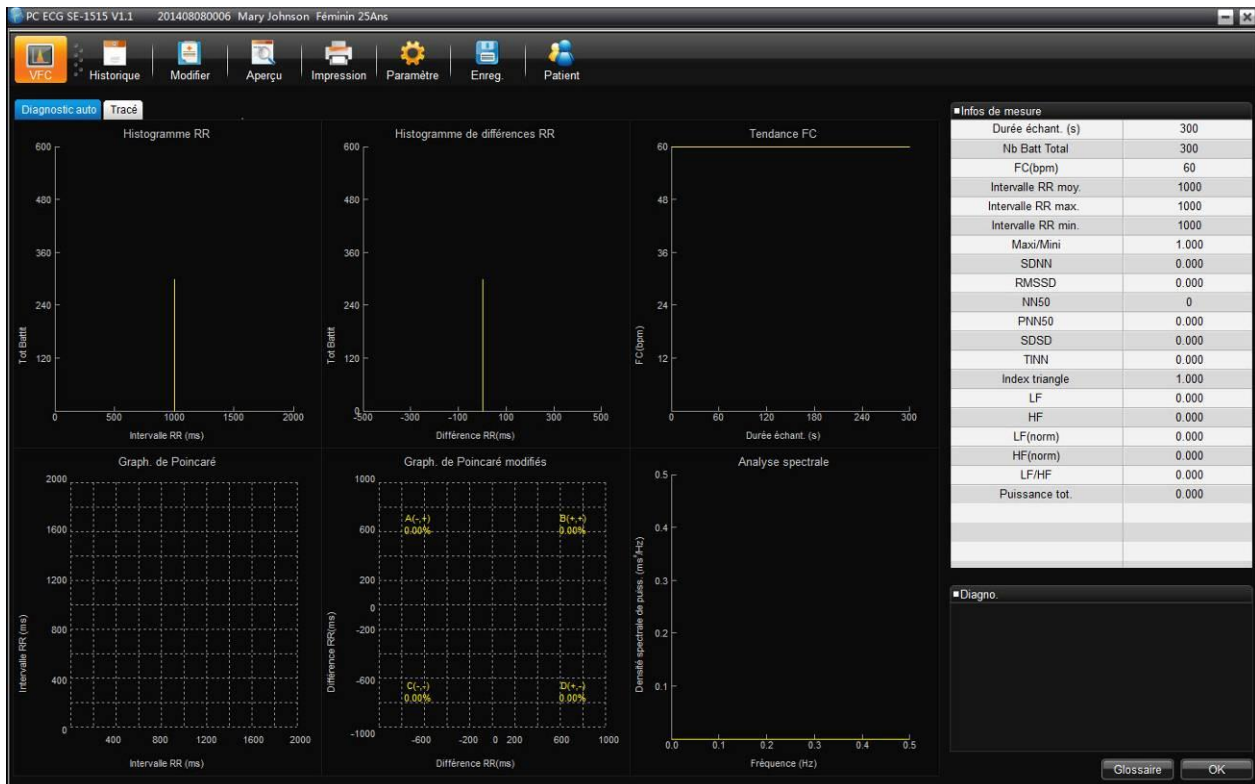 PC ECG SE-1515 V1.1 201408080006 Mary Johnson Féminin 25Ans
VFC Historique Modifier Aperçu Impression Paramètre Enreg. Patient
Diagnostic auto Tracé
Histogramme RR
600
480
360
240
120
0 500 1000 1500 2000
Tot Battit
Intervalle RR (ms)
Histogramme de différences RR
600
480
360
240
120
0
-500 -300 -100 100 300 500
Tot Battit
Différence RR(ms)
Tendance FC
60
48
36
24
12
0 60 120 180 240 300
FC(bpm)
Durée échant. (s)
Graph. de Poincaré
2000
1600
1200
800
400
0
400 800 1200 1600 2000
Intervalle RR (ms)
Intervalle RR (ms)
Graph. de Poincaré modifiés
1000
600
200
0
-200
-600
-1000
A(-,+)
0.00%
B(+,+)
0.00%
C(-,-)
0.00%
D(+,-)
0.00%
-600 -200 0 200 600 1000
Différence RR(ms)
Différence RR(ms)
Analyse spectrale
0.5
0.4
0.3
0.2
0.1
0.0 0.1 0.2 0.3 0.4 0.5
Densité spectrale de puiss. (ms²/Hz)
Fréquence (Hz)
Infos de mesure
Durée échant. (s) 300
Nb Batt Total 300
FC(bpm) 60
Intervalle RR moy. 1000
Intervalle RR max. 1000
Intervalle RR min. 1000
Maxi/Mini 1.000
SDNN 0.000
RMSSD 0.000
NN50 0
PNN50 0.000
SDSD 0.000
TINN 0.000
Index triangle 1.000
LF 0.000
HF 0.000
LF(norm) 0.000
HF(norm) 0.000
LF/HF 0.000
Puissance tot. 0.000
Diagno.
Glossaire OK